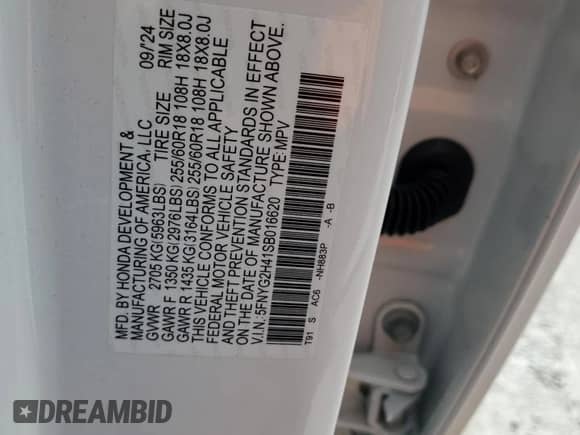 MFD. BY HONDA DEVELOPMENT &
MANUFACTURING OF AMERICA, LLC 09/'24
GVWR 2705 KG(5963LBS) TIRE SIZE RIM SIZE
GAWR F 1350 KG(2976LBS) 255/60R18 108H 18X8.0J
GAWR R 1435 KG(3164LBS) 255/60R18 108H 18X8.0J
THIS VEHICLE CONFORMS TO ALL APPLICABLE
FEDERAL MOTOR VEHICLE SAFETY
AND THEFT PREVENTION STANDARDS IN EFFECT
ON THE DATE OF MANUFACTURE SHOWN ABOVE.
V.I.N.:5FNYG2H41SB016620 TYPE:MPV
T91 S AC6 -NH883P -A -B
DREAMBID